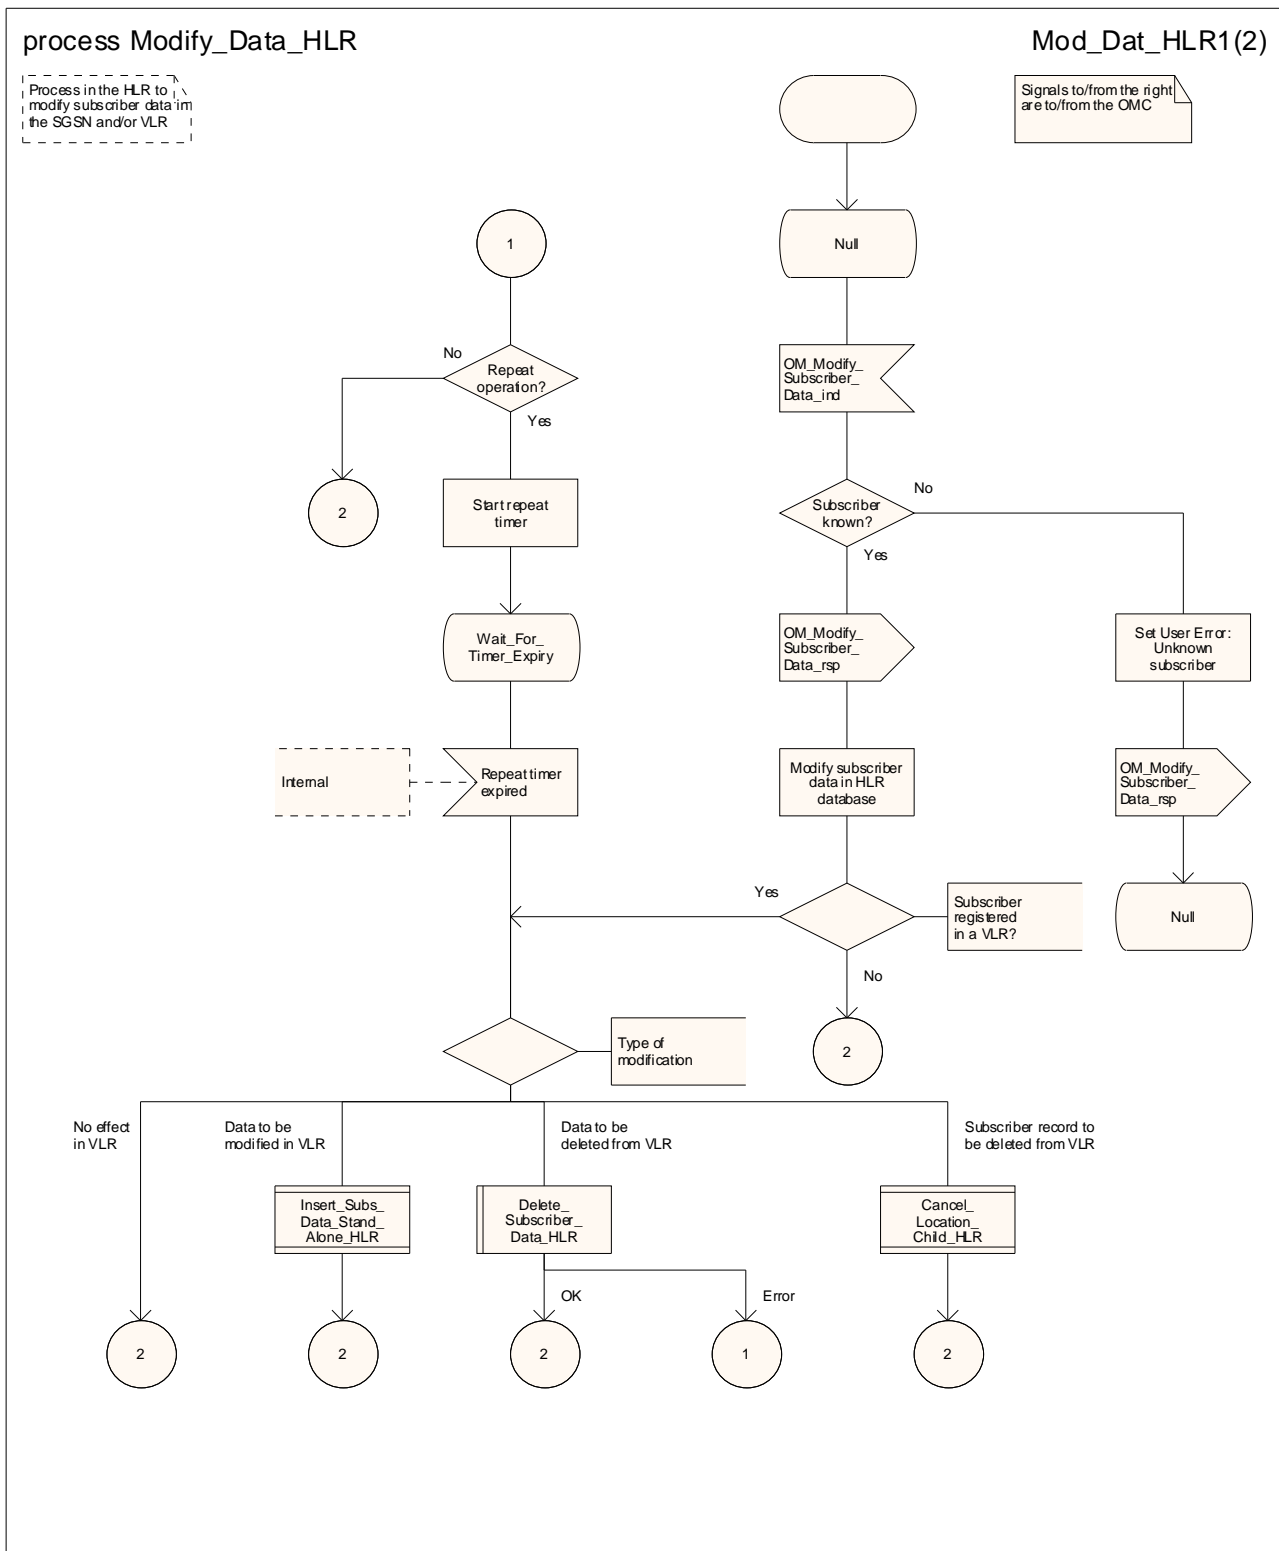 process Modify_Data_HLR
Mod_Dat_HLR1(2)
Process in the HLR to
modify subscriber data in
the SGSN and/or VLR
Signals to/from the right
are to/from the OMC
1
Null
No
Repeat
operation?
Yes
OM_Modify_
Subscriber_
Data_ind
2
Start repeat
timer
Subscriber
known?
No
Yes
Wait_For_
Timer_Expiry
OM_Modify_
Subscriber_
Data_rsp
Set User Error:
Unknown
subscriber
Internal
Repeat timer
expired
Modify subscriber
data in HLR
database
OM_Modify_
Subscriber_
Data_rsp
Yes
Subscriber
registered
in a VLR?
Null
No
Type of
modification
2
No effect
in VLR
Data to be
modified in VLR
Data to be
deleted from VLR
Subscriber record to
be deleted from VLR
Insert_Subs_
Data_Stand_
Alone_HLR
Delete_
Subscriber_
Data_HLR
Cancel_
Location_
Child_HLR
OK
Error
2
2
2
1
2